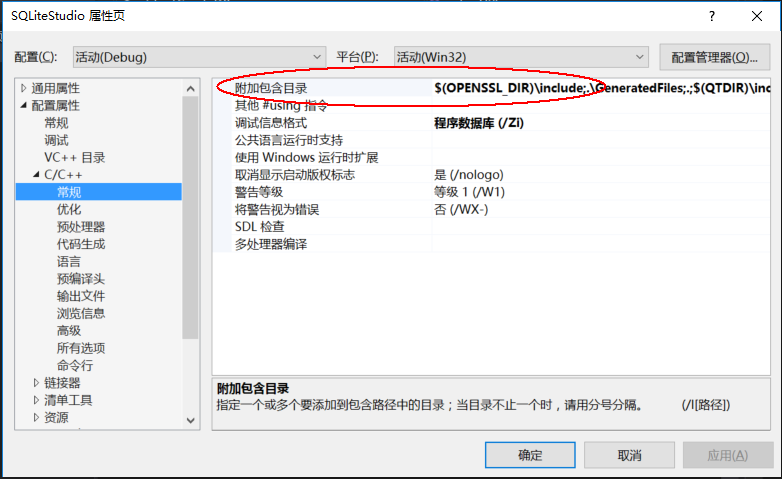 SQLiteStudio 属性页
配置(C): 活动(Debug) 平台(P): 活动(Win32) 配置管理器(O)...
通用属性
配置属性
常规
调试
VC++ 目录
C/C++
常规
优化
预处理器
代码生成
语言
预编译头
输出文件
浏览信息
高级
所有选项
命令行
链接器
清单工具
资源
附加包含目录 $(OPENSSL_DIR)\include;.\GeneratedFiles;.;$(QTDIR)\inc
其他 #using 指令
调试信息格式 程序数据库 (/Zi)
公共语言运行时支持
使用 Windows 运行时扩展
取消显示启动版权标志 是 (/nologo)
警告等级 等级 1 (/W1)
将警告视为错误 否 (/WX-)
SDL 检查
多处理器编译
附加包含目录
指定一个或多个要添加到包含路径中的目录；当目录不止一个时，请用分号分隔。 (/I[路径])
确定 取消 应用(A)